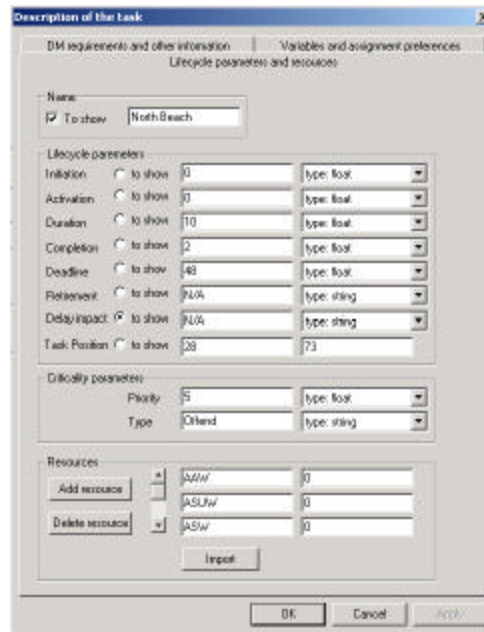 Description of the task
DM requirements and other information
Variables and assignment preferences
Lifecycle parameters and resources
Name
To show North Beach
Lifecycle paremeters
Initiation to show 0 type: float
Activation to show 0 type: float
Duration to show 10 type: float
Completion to show 2 type: float
Deadline to show 48 type: float
Retirement to show N/A type: string
Delay impact to show N/A type: string
Task Position to show 28 73
Criticality parameters
Priority 5 type: float
Type Offend type: string
Resources
Add resource AAW 0
ASUW 0
Delete resource ASW 0
Import
OK Cancel Apply